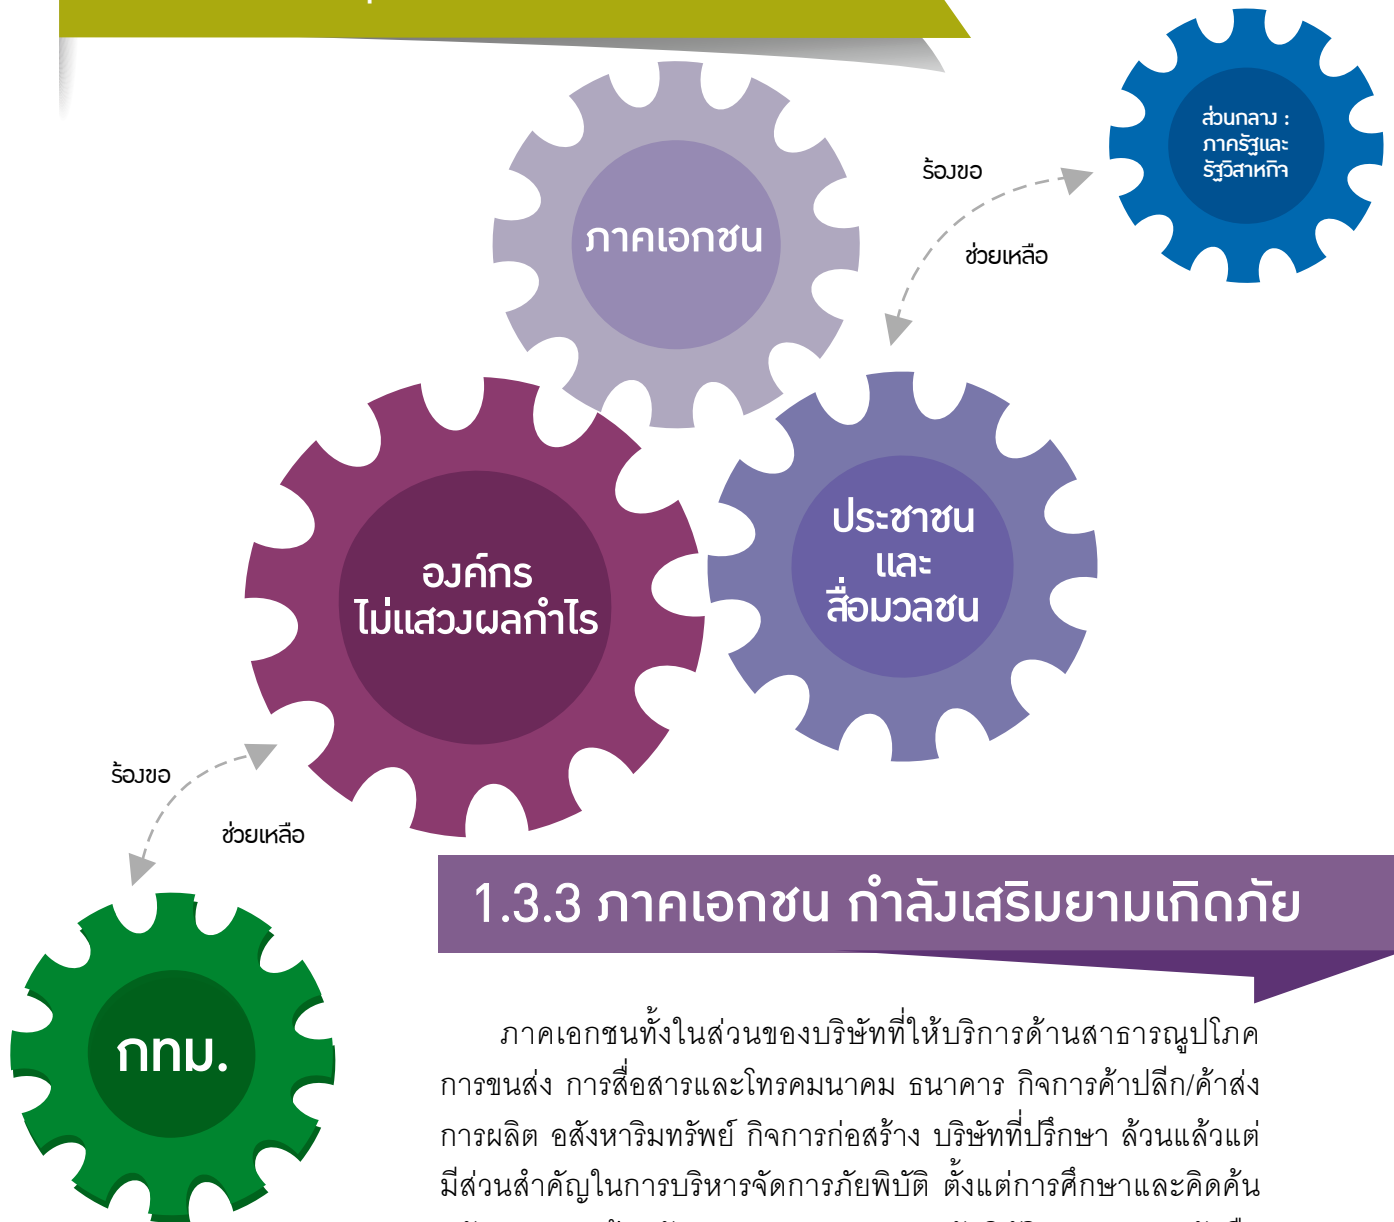 ส่วนกลาง :
ภาครัฐและ
รัฐวิสาหกิจ
ร้องขอ
ช่วยเหลือ
ภาคเอกชน
ประชาชน
และ
สื่อมวลชน
องค์กร
ไม่แสวงผลกำไร
ร้องขอ
ช่วยเหลือ
กทม.
1.3.3 ภาคเอกชน กำลังเสริมยามเกิดภัย
ภาคเอกชนทั้งในส่วนของบริษัทที่ให้บริการด้านสาธารณูปโภค
การขนส่ง การสื่อสารและโทรคมนาคม ธนาคาร กิจการค้าปลีก/ค้าส่ง
การผลิต อสังหาริมทรัพย์ กิจการก่อสร้าง บริษัทที่ปรึกษา ล้วนแล้วแต่
มีส่วนสำคัญในการบริหารจัดการภัยพิบัติ ตั้งแต่การศึกษาและคิดค้น